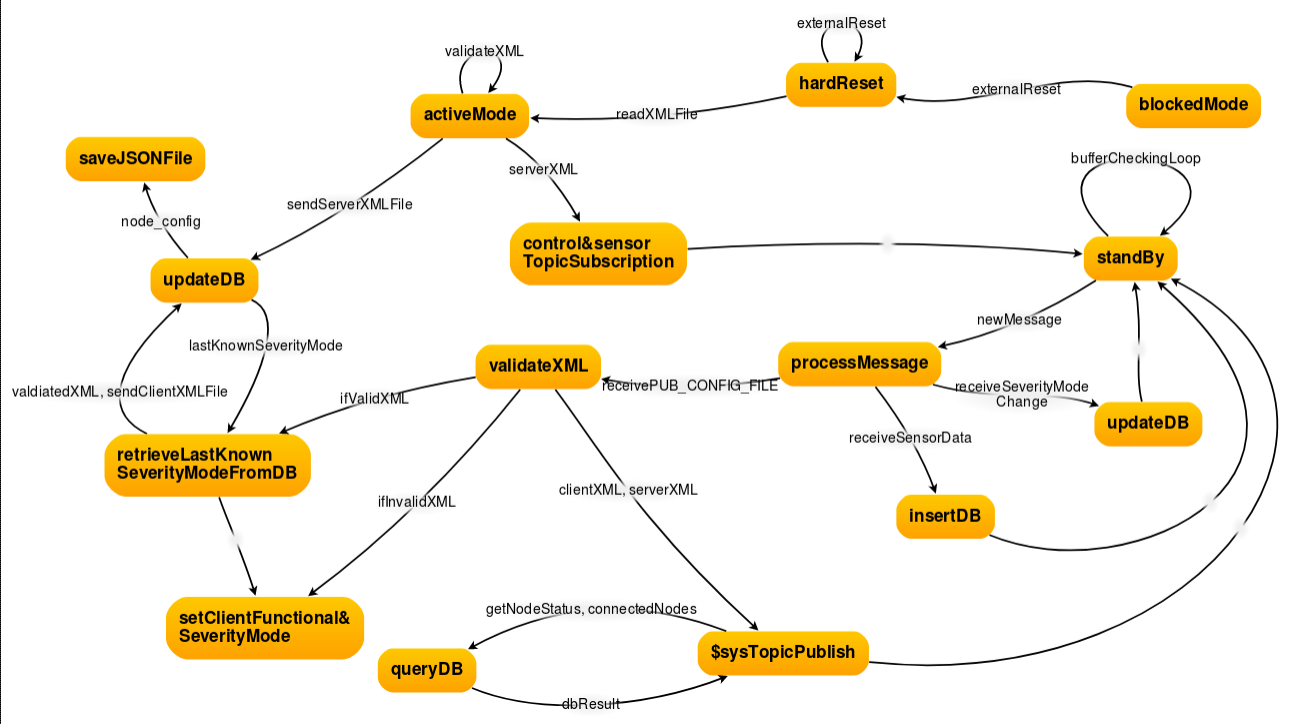 externalReset
validateXML
hardReset
externalReset
blockedMode
activeMode
readXMLFile
saveJSONFile
bufferCheckingLoop
serverXML
sendServerXMLFile
node_config
control&sensor
TopicSubscription
standBy
updateDB
newMessage
lastKnownSeverityMode
validateXML
processMessage
receivePUB_CONFIG_FILE
receiveSeverityMode
Change
valdiatedXML, sendClientXMLFile
ifValidXML
updateDB
receiveSensorData
retrieveLastKnown
SeverityModeFromDB
clientXML, serverXML
ifInvalidXML
insertDB
getNodeStatus, connectedNodes
setClientFunctional&
SeverityMode
$sysTopicPublish
queryDB
dbResult